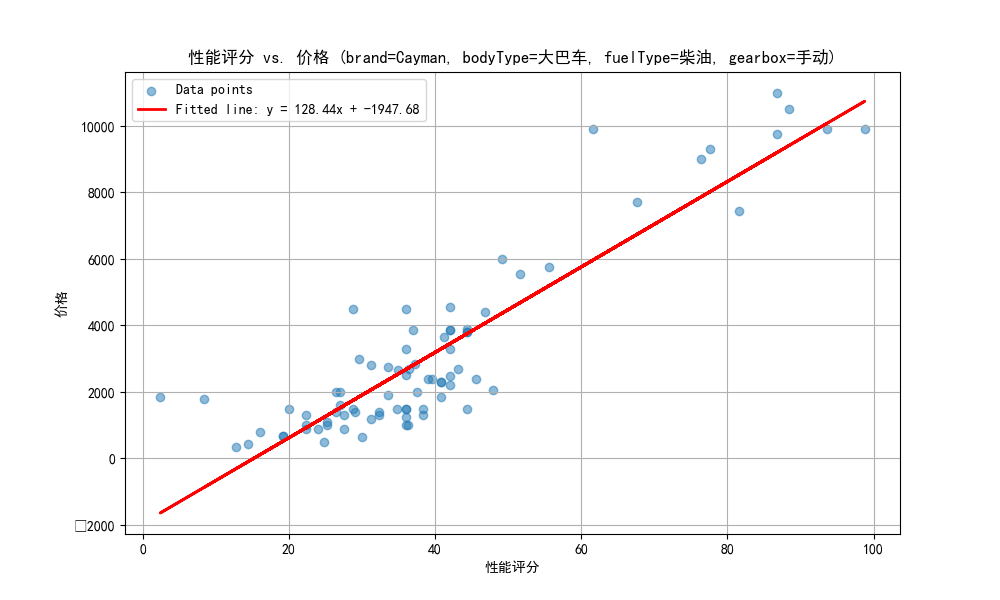 性能评分 vs. 价格 (brand=Cayman, bodyType=大巴车, fuelType=柴油, gearbox=手动)
Data points
Fitted line: y = 128.44x + -1947.68
10000
8000
6000
4000
2000
0
□2000
价格
0 20 40 60 80 100
性能评分